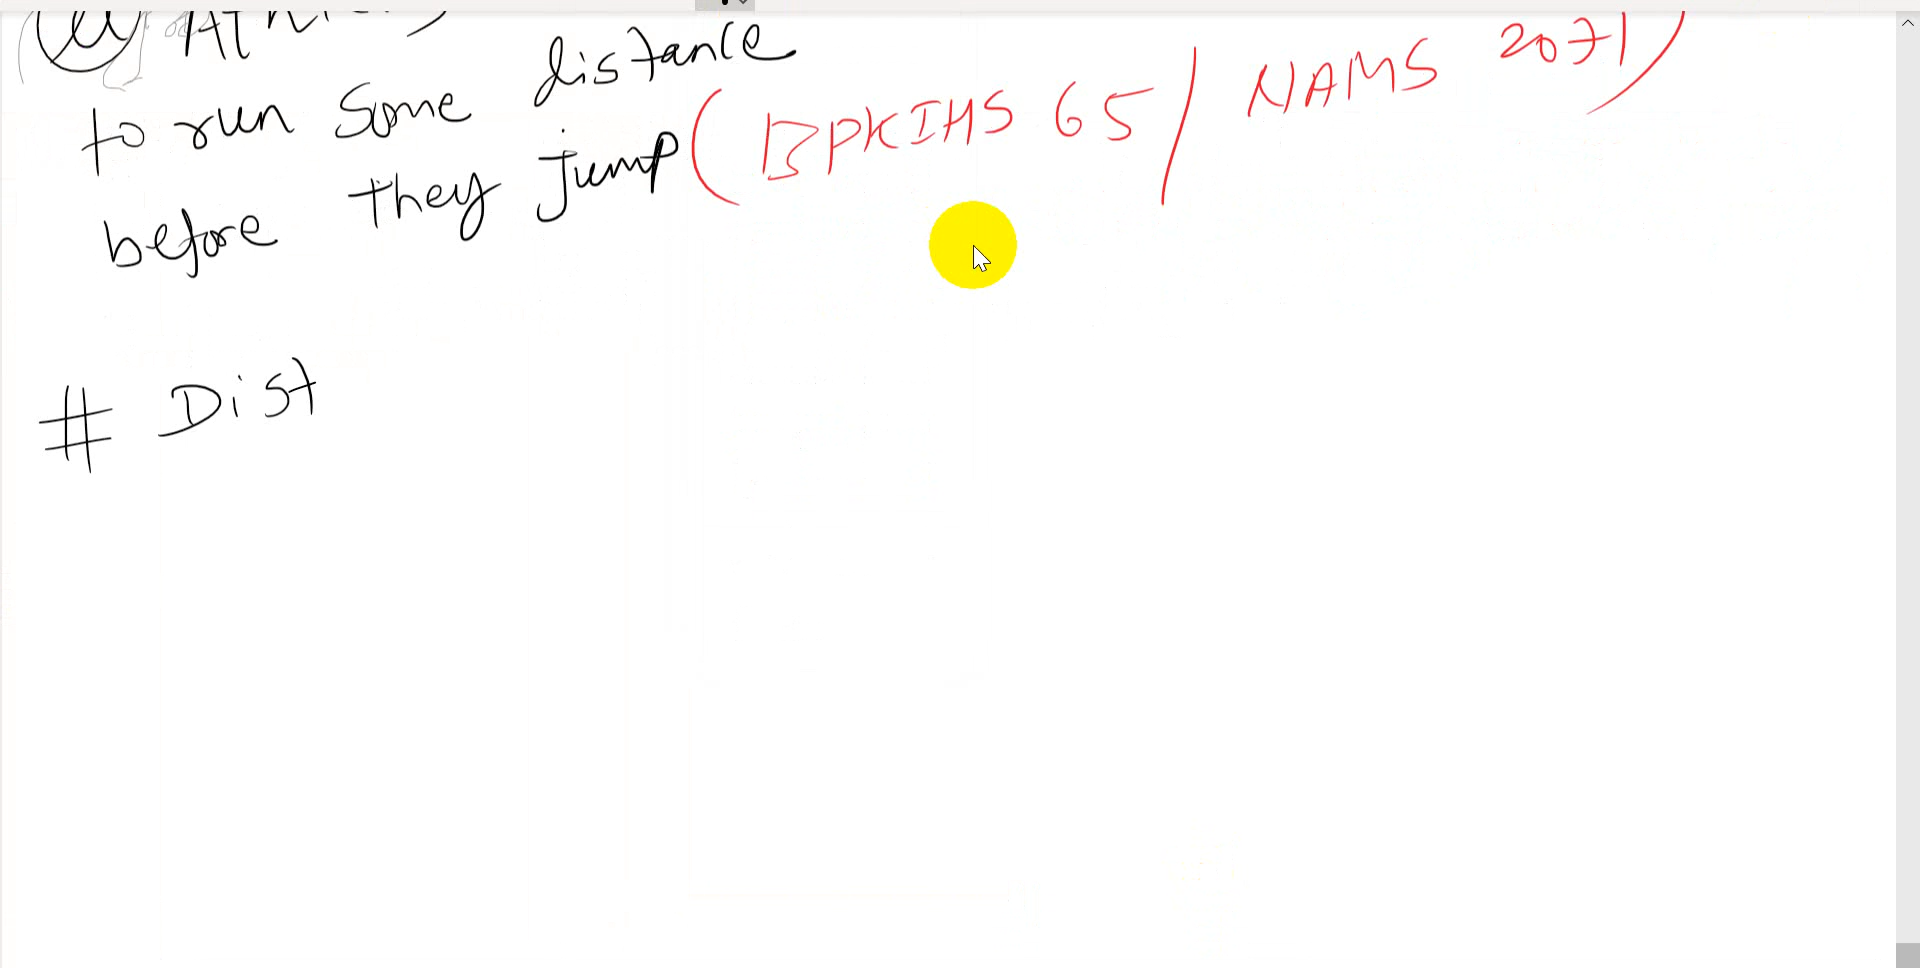 to run some distance
before they jump (BPKIHS 65 / NAMS 2071)
# Dist